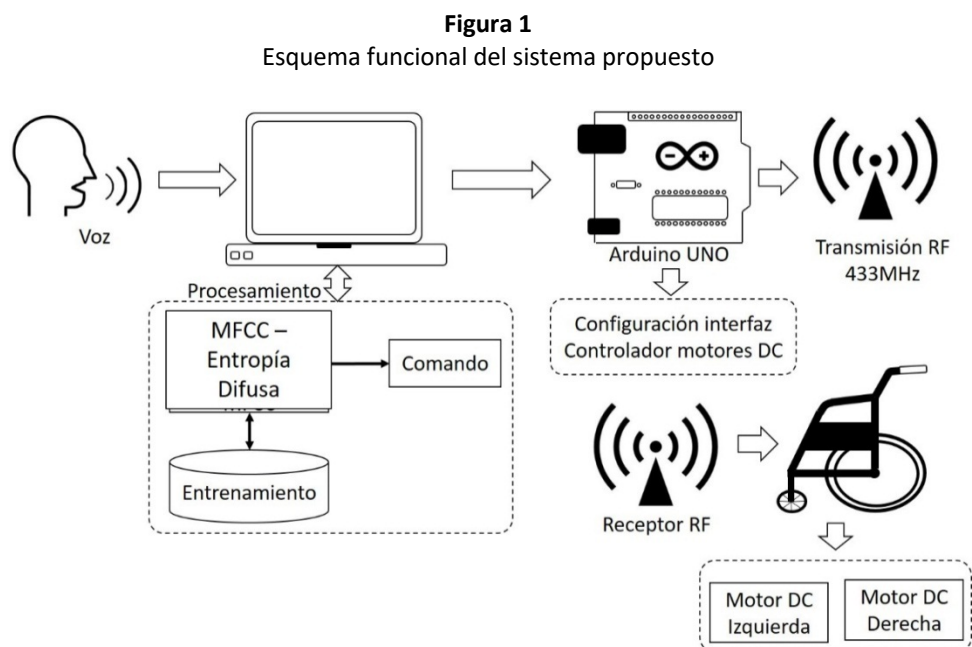 Figura 1
Esquema funcional del sistema propuesto
Voz
Arduino UNO
Transmisión RF
433MHz
Procesamiento
MFCC –
Entropía
Difusa
Comando
Entrenamiento
Configuración interfaz
Controlador motores DC
Receptor RF
Motor DC
Izquierda
Motor DC
Derecha